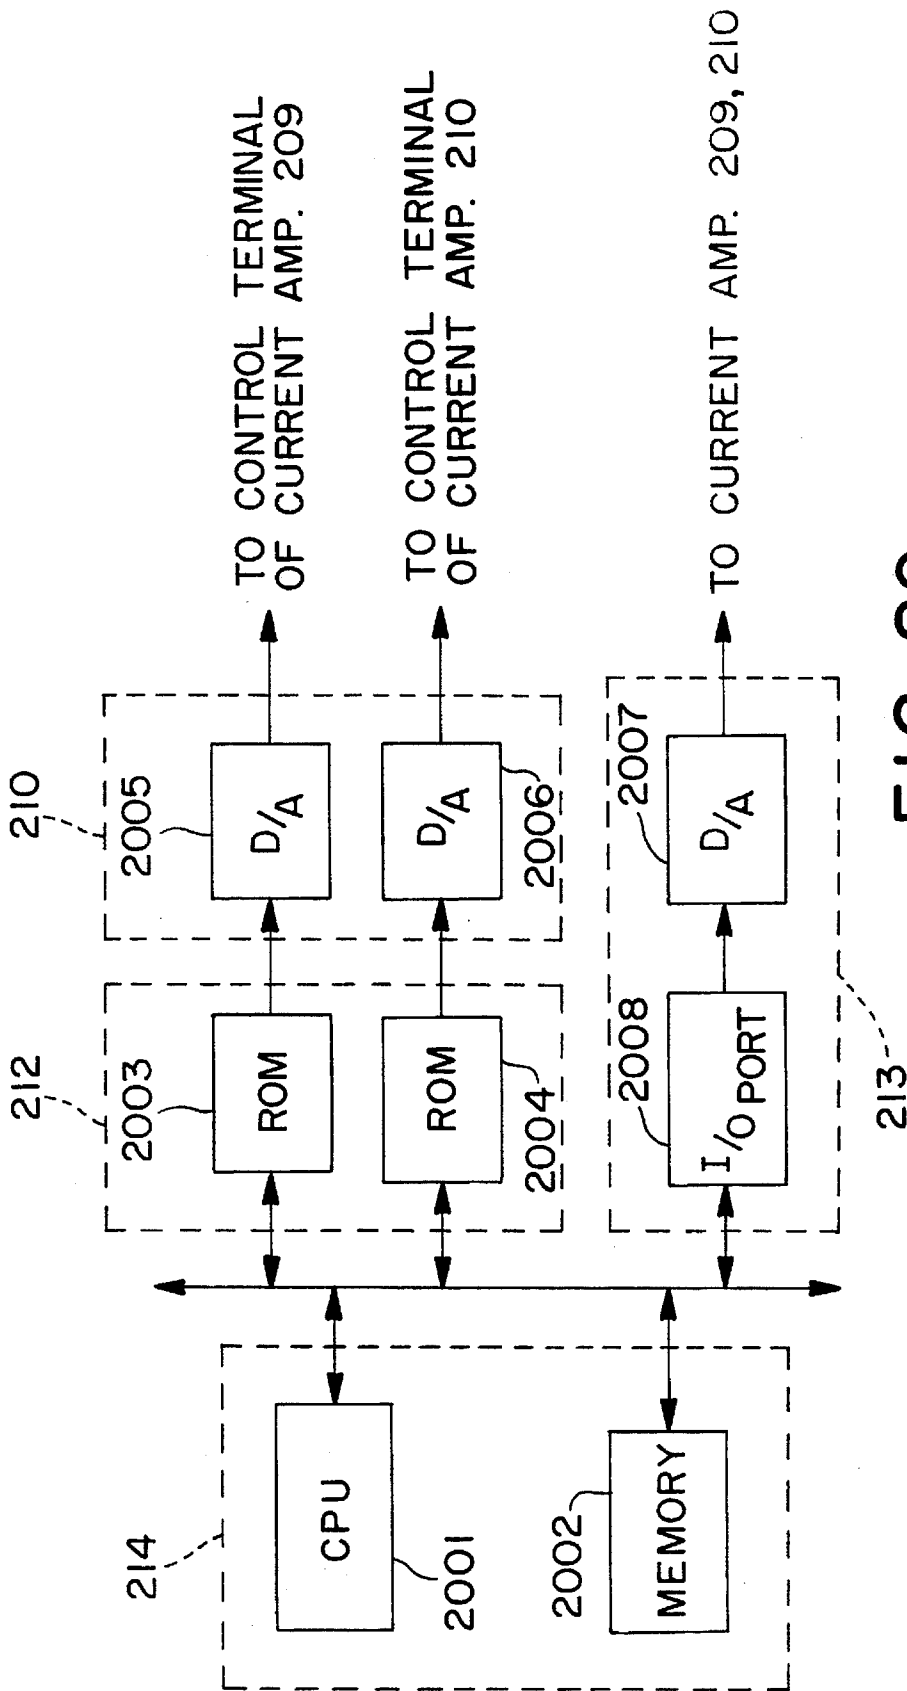 214
CPU
2001
2002
MEMORY
212
2003
ROM
ROM
2004
210
2005
D/A
D/A
2006
TO CONTROL TERMINAL
OF CURRENT AMP. 209
TO CONTROL TERMINAL
OF CURRENT AMP. 210
2008
I/O PORT
2007
D/A
213
TO CURRENT AMP. 209, 210